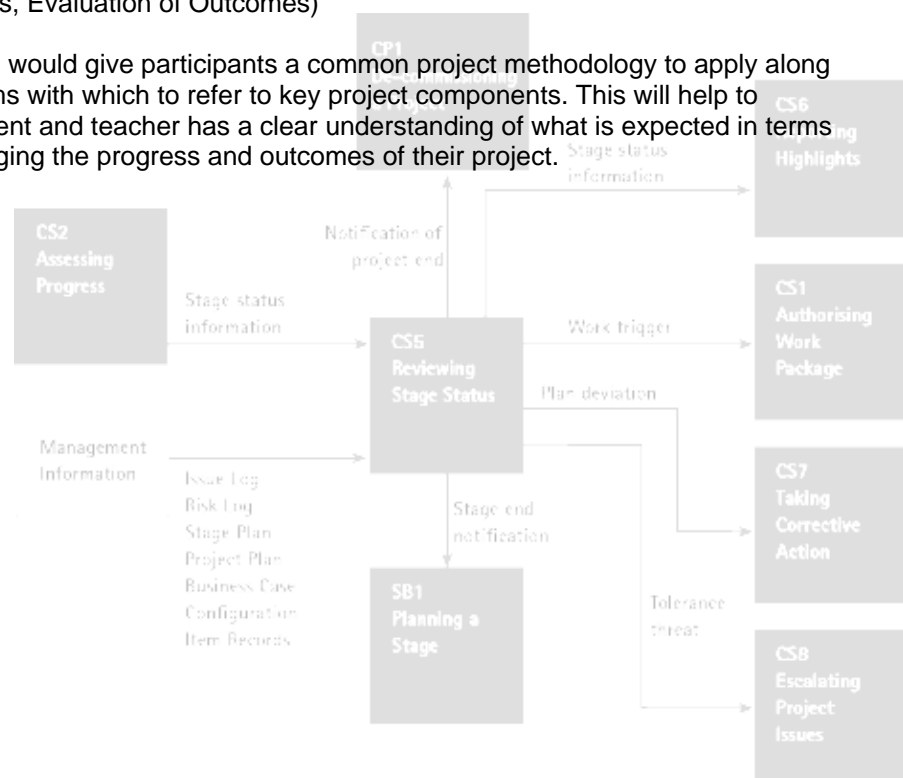 s, Evaluation of Outcomes)
would give participants a common project methodology to apply along
ns with which to refer to key project components. This will help to
ent and teacher has a clear understanding of what is expected in terms
ging the progress and outcomes of their project.
CP1
De-commissioning
Project
CS6
Highlights
Stage status
information
CS2
Assessing
Progress
Notification of
project end
Stage status
information
CS5
Reviewing
Stage Status
Work trigger
CS1
Authorising
Work
Package
Plan deviation
Management
Information
Issue Log
Risk Log
Stage Plan
Project Plan
Business Case
Configuration
Item Records
Stage end
notification
CS7
Taking
Corrective
Action
SB1
Planning a
Stage
Tolerance
threat
CS8
Escalating
Project
Issues